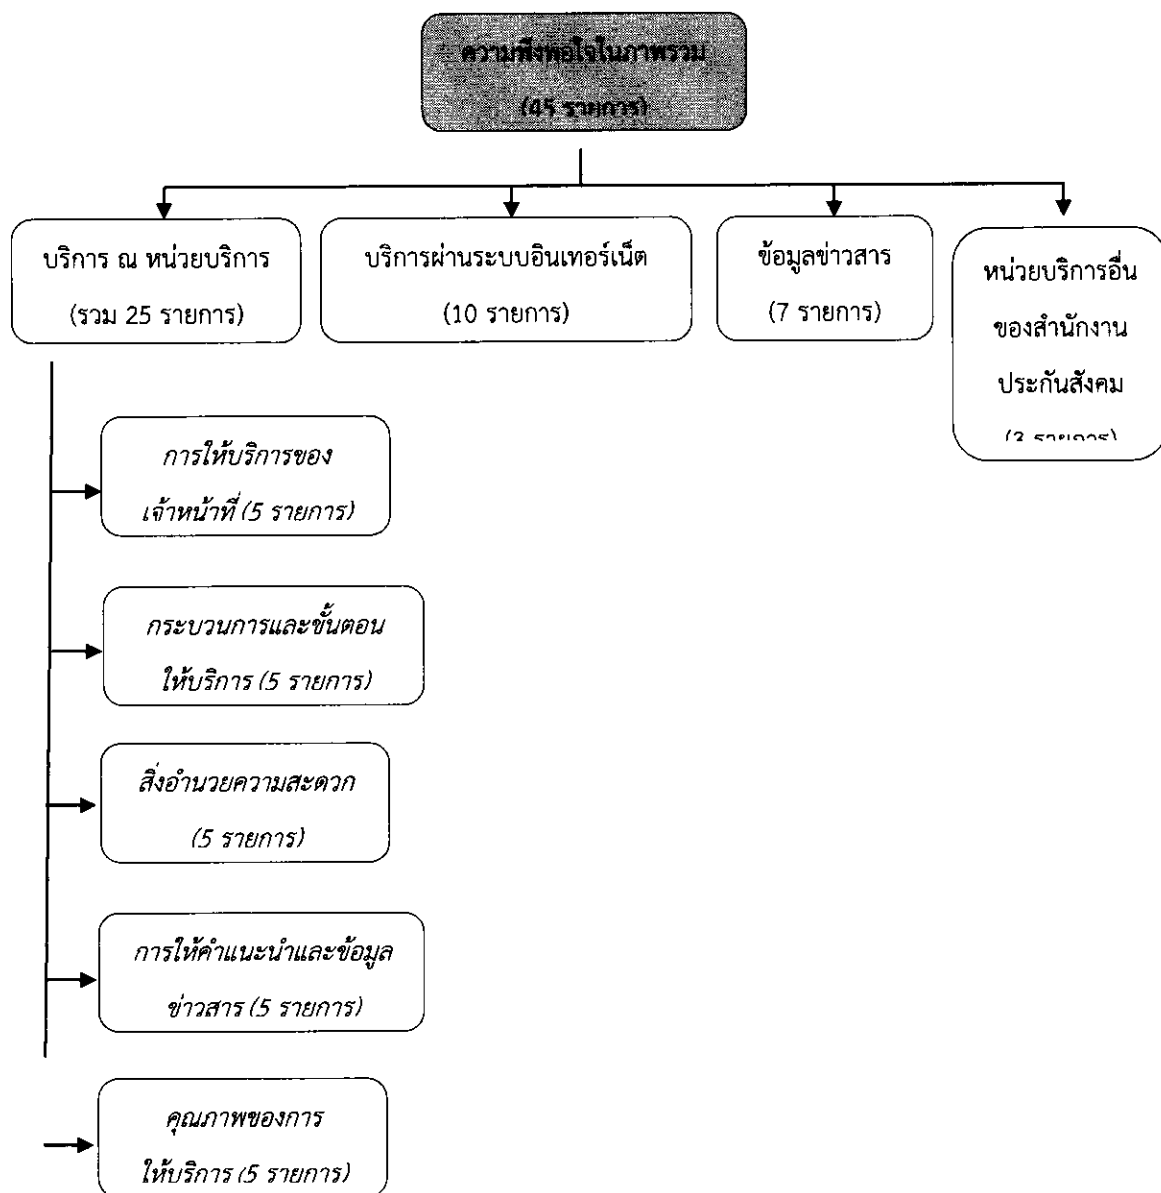 ความพึงพอใจในภาพรวม
(45 รายการ)
บริการ ณ หน่วยบริการ
(รวม 25 รายการ)
บริการผ่านระบบอินเทอร์เน็ต
(10 รายการ)
ข้อมูลข่าวสาร
(7 รายการ)
หน่วยบริการอื่น
ของสำนักงาน
ประกันสังคม
(3 รายการ)
การให้บริการของ
เจ้าหน้าที่ (5 รายการ)
กระบวนการและขั้นตอน
ให้บริการ (5 รายการ)
สิ่งอำนวยความสะดวก
(5 รายการ)
การให้คำแนะนำและข้อมูล
ข่าวสาร (5 รายการ)
คุณภาพของการ
ให้บริการ (5 รายการ)